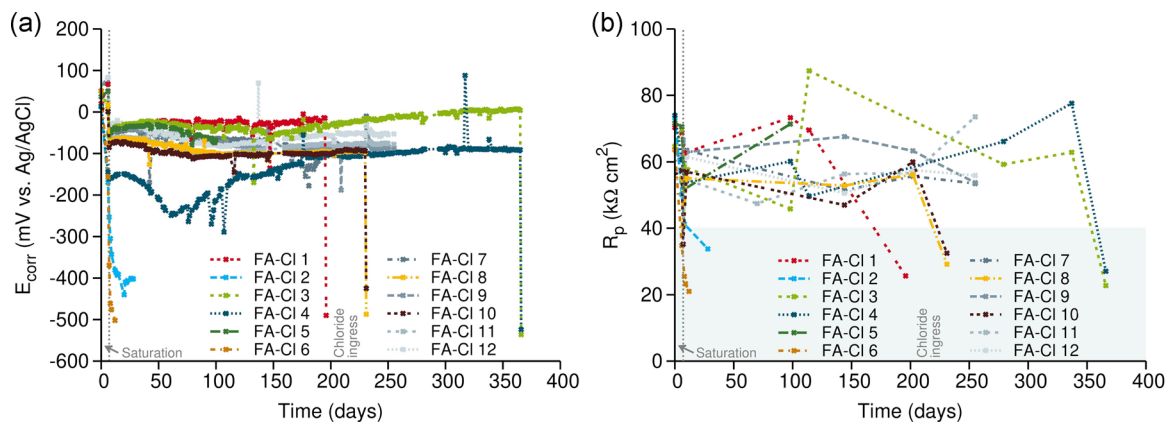 (a)
200
100
0
-100
-200
-300
-400
-500
-600
E_corr (mV vs. Ag/AgCl)
0 50 100 150 200 250 300 350 400
Time (days)
Saturation
Chloride
ingress
FA-Cl 1
FA-Cl 2
FA-Cl 3
FA-Cl 4
FA-Cl 5
FA-Cl 6
FA-Cl 7
FA-Cl 8
FA-Cl 9
FA-Cl 10
FA-Cl 11
FA-Cl 12
(b)
100
80
60
40
20
0
R_p (kΩ cm²)
0 50 100 150 200 250 300 350 400
Time (days)
Saturation
Chloride
ingress
FA-Cl 1
FA-Cl 2
FA-Cl 3
FA-Cl 4
FA-Cl 5
FA-Cl 6
FA-Cl 7
FA-Cl 8
FA-Cl 9
FA-Cl 10
FA-Cl 11
FA-Cl 12